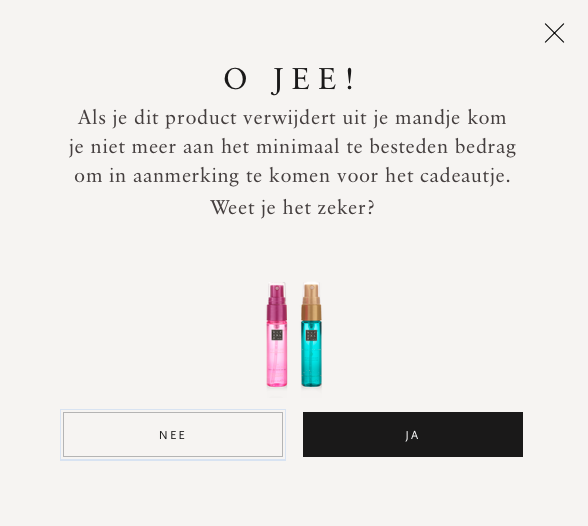 O JEE!
Als je dit product verwijdert uit je mandje kom
je niet meer aan het minimaal te besteden bedrag
om in aanmerking te komen voor het cadeautje.
Weet je het zeker?
NEE
JA